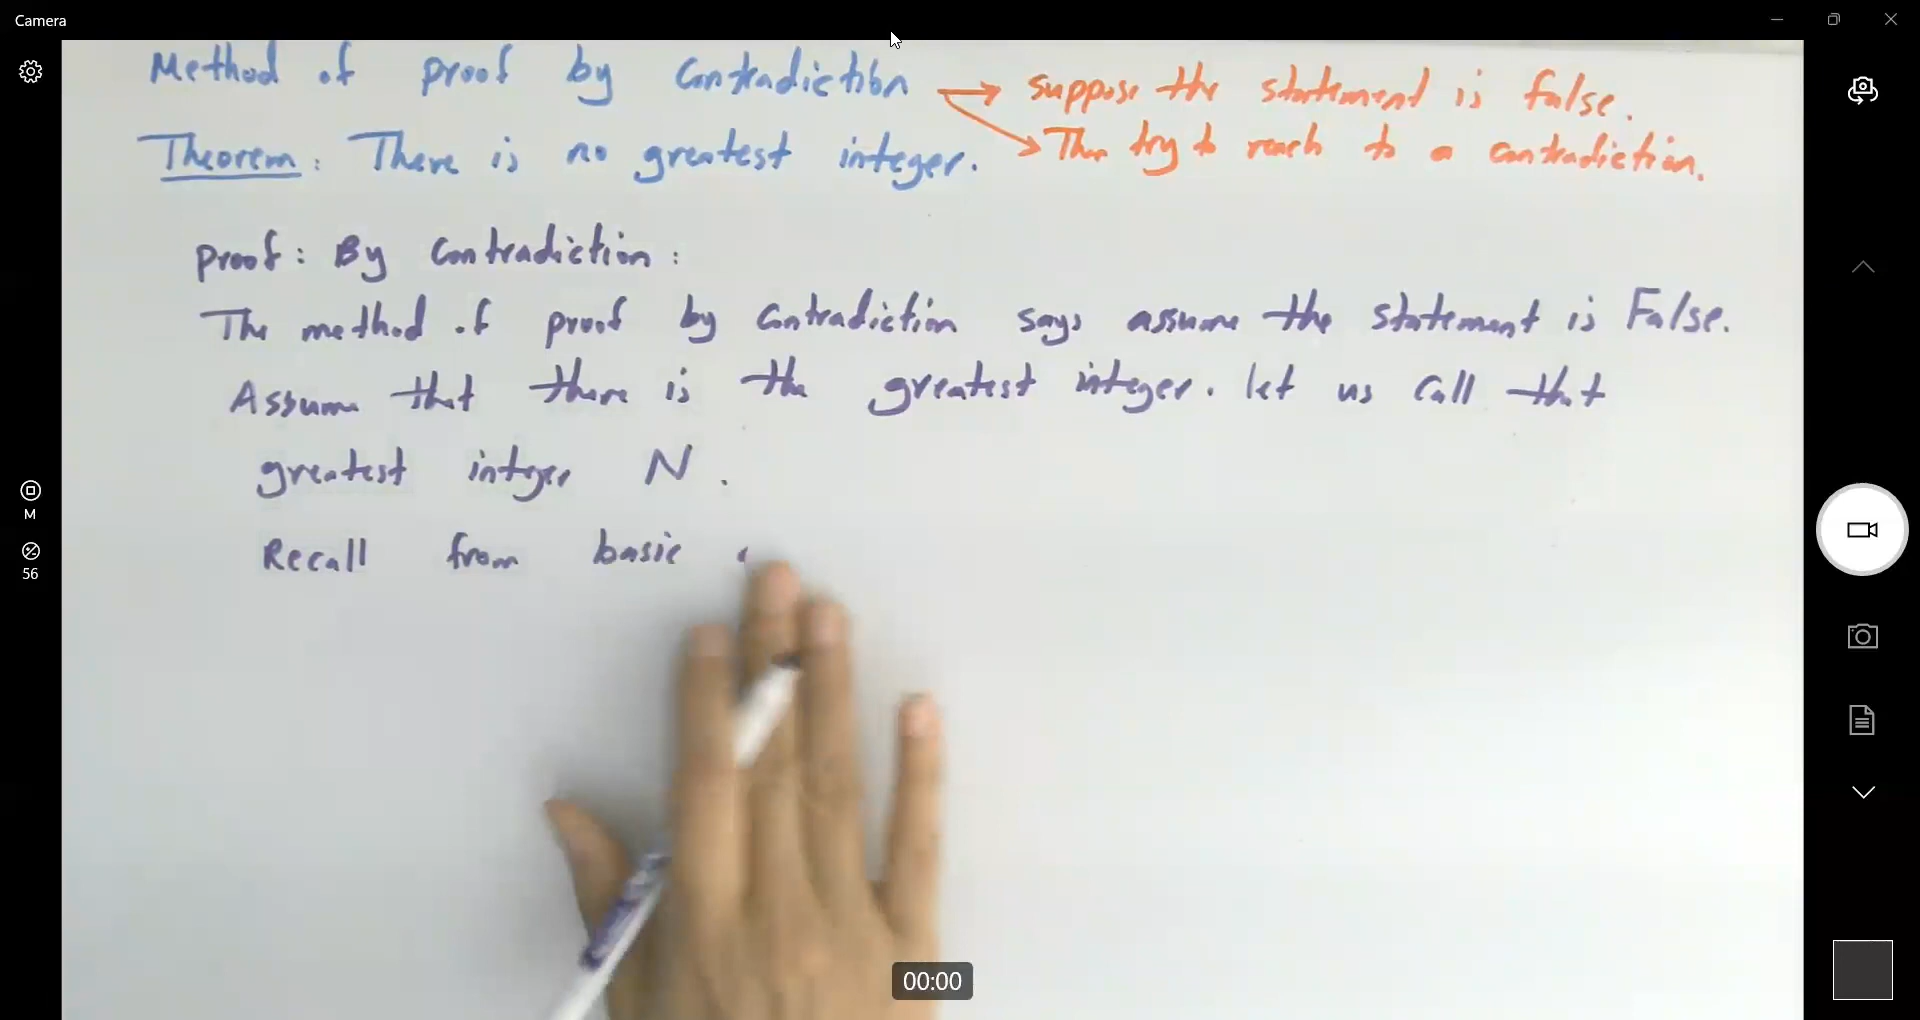 Camera
Method of proof by Contradiction → suppose the statement is false.
Theorem: There is no greatest integer. → Then try to reach to a contradiction.
proof: By Contradiction:
The method of proof by Contradiction says assume the statement is False.
Assume that there is the greatest integer. let us call that
greatest integer N.
Recall from basic
M
56
00:00